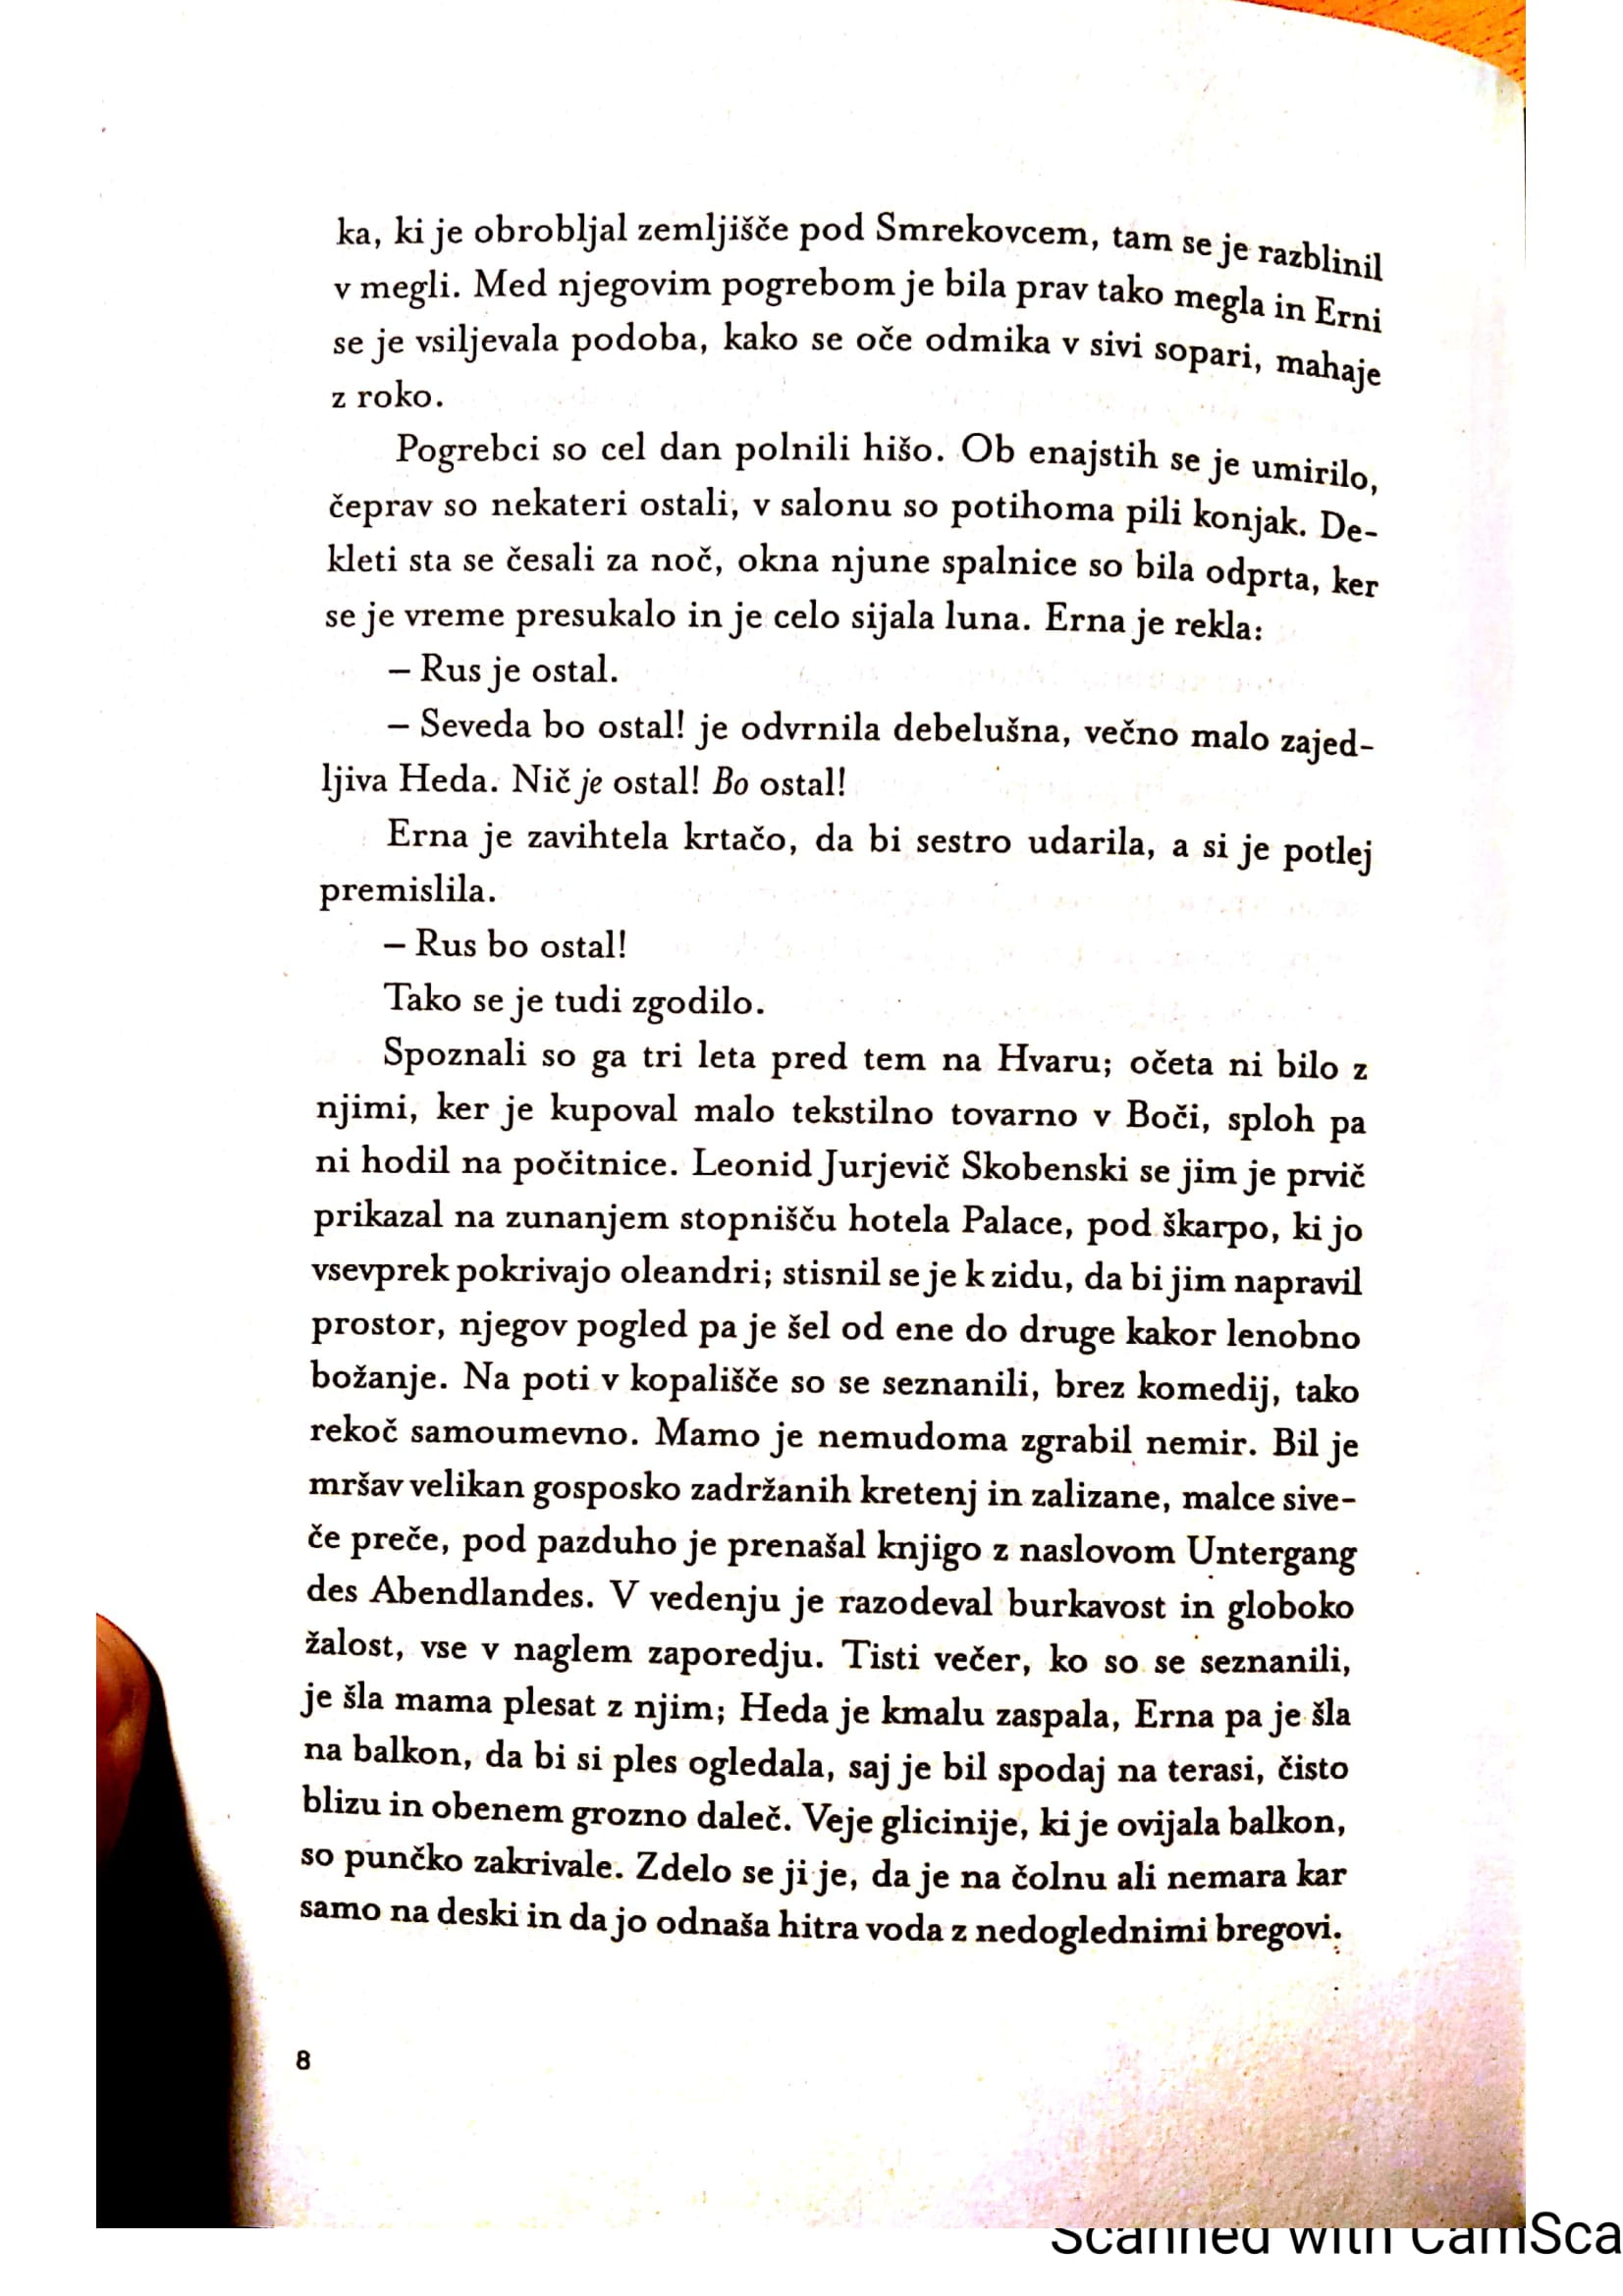 ka, ki je obrobljal zemljišče pod Smrekovcem, tam se je razblinil
v megli. Med njegovim pogrebom je bila prav tako megla in Erni
se je vsiljevala podoba, kako se oče odmika v sivi sopari, mahaje
z roko.
Pogrebci so cel dan polnili hišo. Ob enajstih se je umirilo,
čeprav so nekateri ostali, v salonu so potihoma pili konjak. De-
kleti sta se česali za noč, okna njune spalnice so bila odprta, ker
se je vreme presukalo in je celo sijala luna. Erna je rekla:
– Rus je ostal.
– Seveda bo ostal! je odvrnila debelušna, večno malo zajed-
ljiva Heda. Nič je ostal! Bo ostal!
Erna je zavihtela krtačo, da bi sestro udarila, a si je potlej
premislila.
– Rus bo ostal!
Tako se je tudi zgodilo.
Spoznali so ga tri leta pred tem na Hvaru; očeta ni bilo z
njimi, ker je kupoval malo tekstilno tovarno v Boči, sploh pa
ni hodil na počitnice. Leonid Jurjevič Skobenski se jim je prvič
prikazal na zunanjem stopnišču hotela Palace, pod škarpo, ki jo
vsevprek pokrivajo oleandri; stisnil se je k zidu, da bi jim napravil
prostor, njegov pogled pa je šel od ene do druge kakor lenobno
božanje. Na poti v kopališče so se seznanili, brez komedij, tako
rekoč samoumevno. Mamo je nemudoma zgrabil nemir. Bil je
mršav velikan gosposko zadržanih kretenj in zalizane, malce sive-
če preče, pod pazduho je prenašal knjigo z naslovom Untergang
des Abendlandes. V vedenju je razodeval burkavost in globoko
žalost, vse v naglem zaporedju. Tisti večer, ko so se seznanili,
je šla mama plesat z njim; Heda je kmalu zaspala, Erna pa je šla
na balkon, da bi si ples ogledala, saj je bil spodaj na terasi, čisto
blizu in obenem grozno daleč. Veje glicinije, ki je ovijala balkon,
so punčko zakrivale. Zdelo se ji je, da je na čolnu ali nemara kar
samo na deski in da jo odnaša hitra voda z nedoglednimi bregovi.
8
Scanned with CamSca